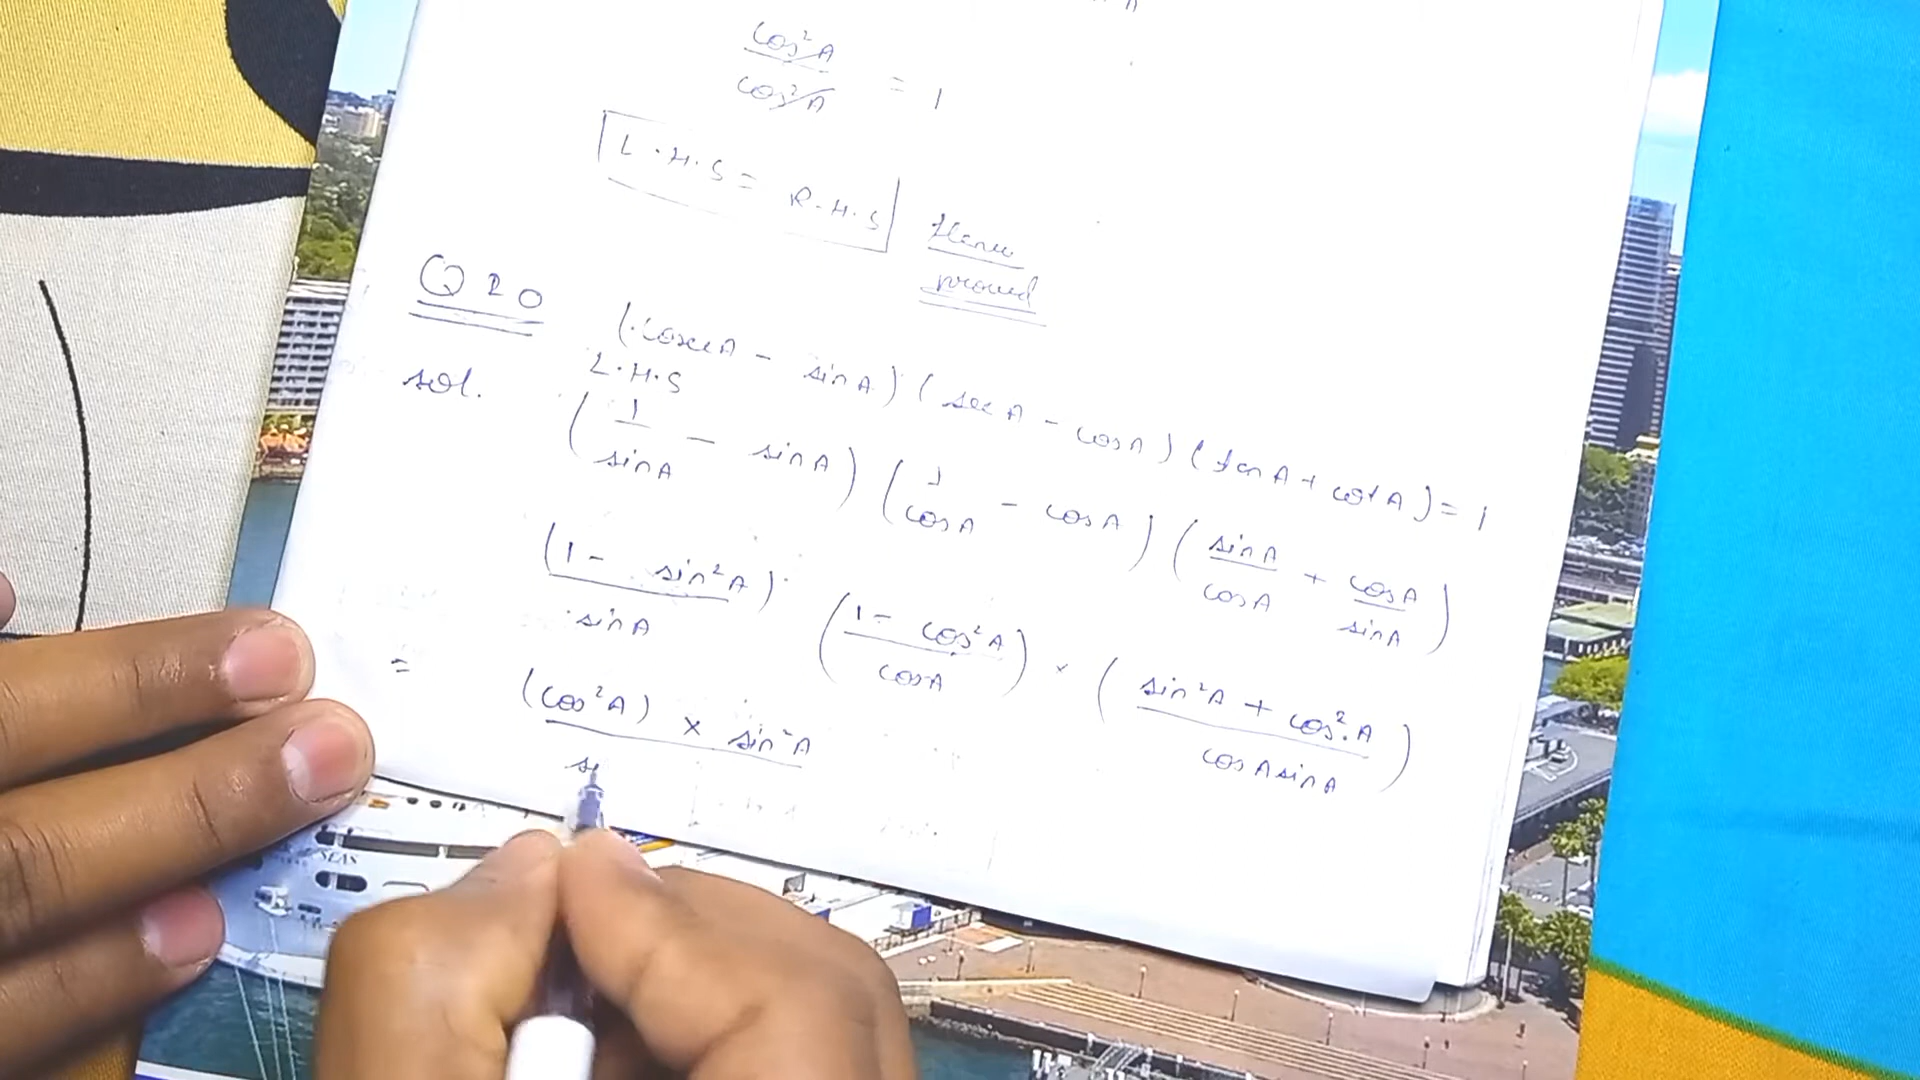 cos²A / cos²A = 1
L.H.S = R.H.S Hence proved
Q 20 (cosecA - sinA) (secA - cosA) (tanA + cotA) = 1
sol. L.H.S
(1 / sinA - sinA) (1 / cosA - cosA) (sinA / cosA + cosA / sinA)
(1 - sin²A / sinA) (1 - cos²A / cosA) × (sin²A + cos²A / cosA sinA)
= (cos²A) × sin²A